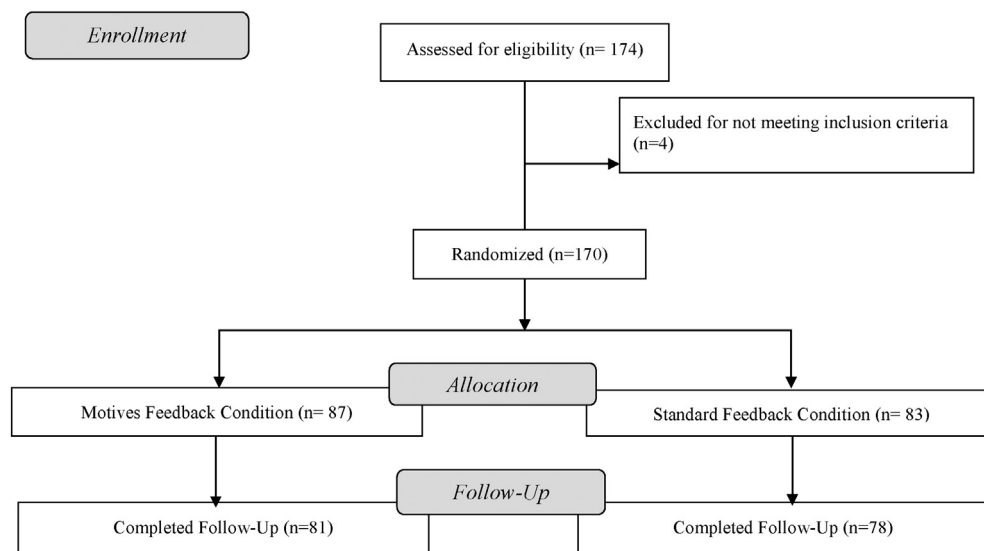 Enrollment
Assessed for eligibility (n= 174)
Excluded for not meeting inclusion criteria
(n=4)
Randomized (n=170)
Allocation
Motives Feedback Condition (n= 87)
Standard Feedback Condition (n= 83)
Follow-Up
Completed Follow-Up (n=81)
Completed Follow-Up (n=78)